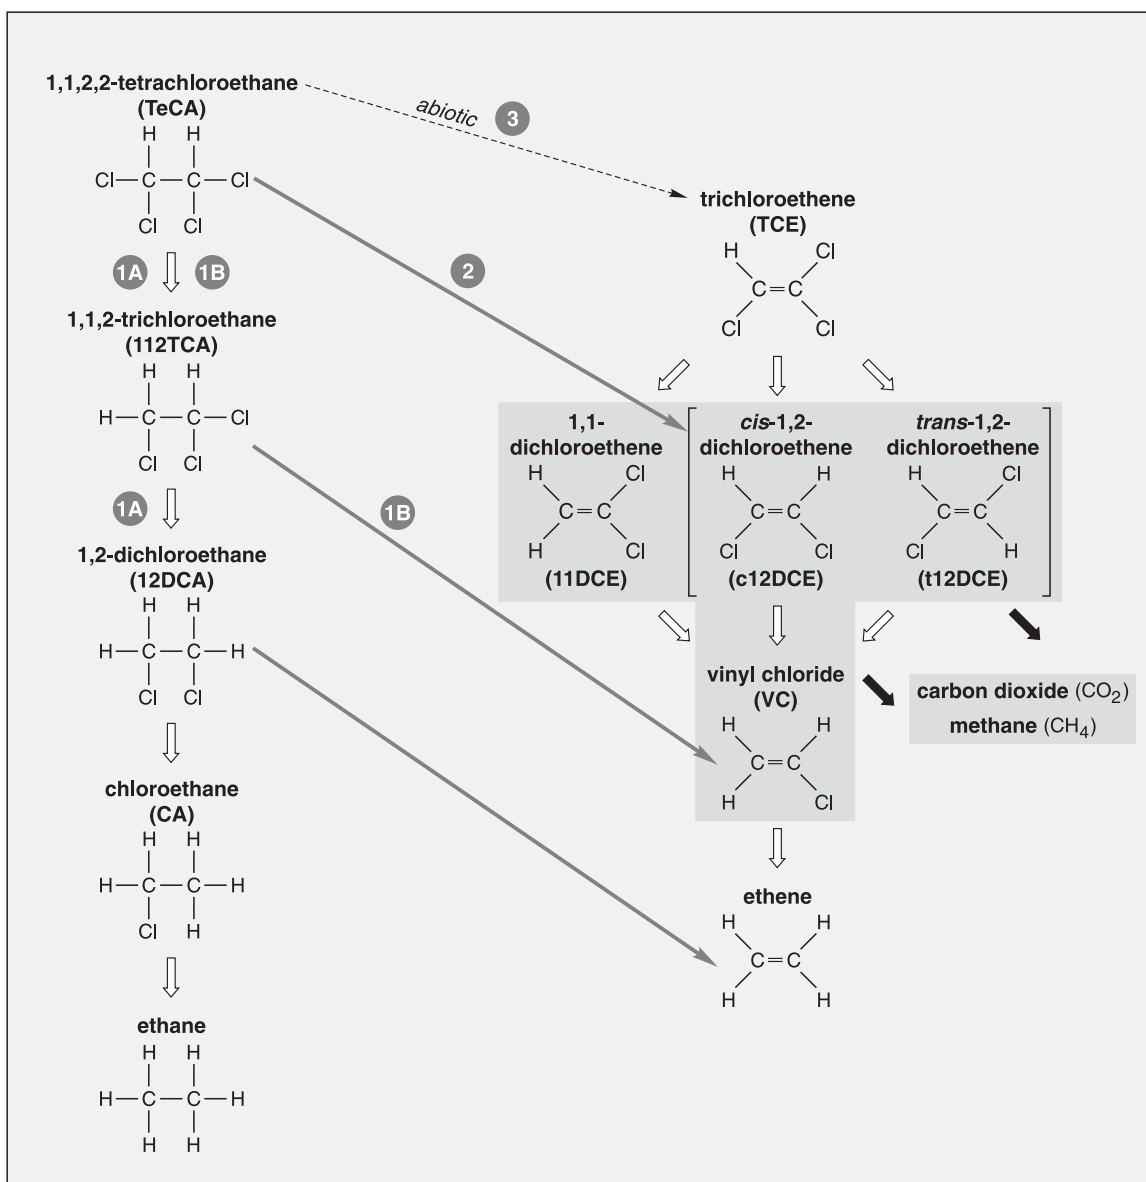 1,1,2,2-tetrachloroethane
(TeCA)
H H
Cl C C Cl
Cl Cl
abiotic 3
trichloroethene
(TCE)
H Cl
C=C
Cl Cl
1A 1B
2
1,1,2-trichloroethane
(112TCA)
H H
H C C Cl
Cl Cl
1A
1B
1,1-
dichloroethene
H Cl
C=C
H Cl
(11DCE)
cis-1,2-
dichloroethene
H H
C=C
Cl Cl
(c12DCE)
trans-1,2-
dichloroethene
H Cl
C=C
Cl H
(t12DCE)
1,2-dichloroethane
(12DCA)
H H
H C C H
Cl Cl
vinyl chloride
(VC)
H H
C=C
H Cl
carbon dioxide (CO₂)
methane (CH₄)
chloroethane
(CA)
H H
H C C H
Cl H
ethene
H H
C=C
H H
ethane
H H
H C C H
H H